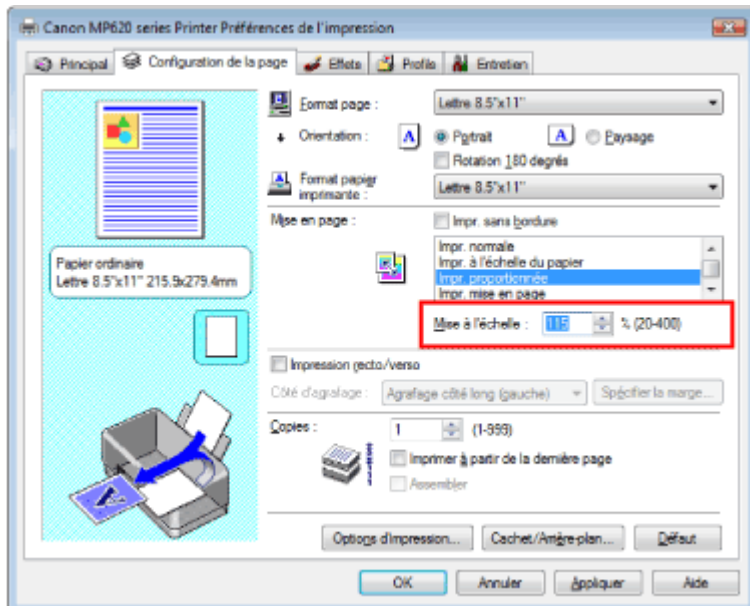 Canon MP620 series Printer Préférences de l'impression
Principal Configuration de la page Effets Profils Entretien
Format page : Lettre 8.5"x11"
Orientation : A Portrait A Paysage
Rotation 180 degrés
Format papier
imprimante : Lettre 8.5"x11"
Mise en page : Impr. sans bordure
Impr. normale
Impr. à l'échelle du papier
Impr. proportionnée
Impr. mise en page
Papier ordinaire
Lettre 8.5"x11" 215.9x279.4mm
Mise à l'échelle : 115 % (20-400)
Impression recto/verso
Côté d'agrafage : Agrafage côté long (gauche) Spécifier la marge...
Copies : 1 (1-999)
Imprimer à partir de la dernière page
Assembler
Options d'impression... Cachet/Arrière-plan... Défaut
OK Annuler Appliquer Aide